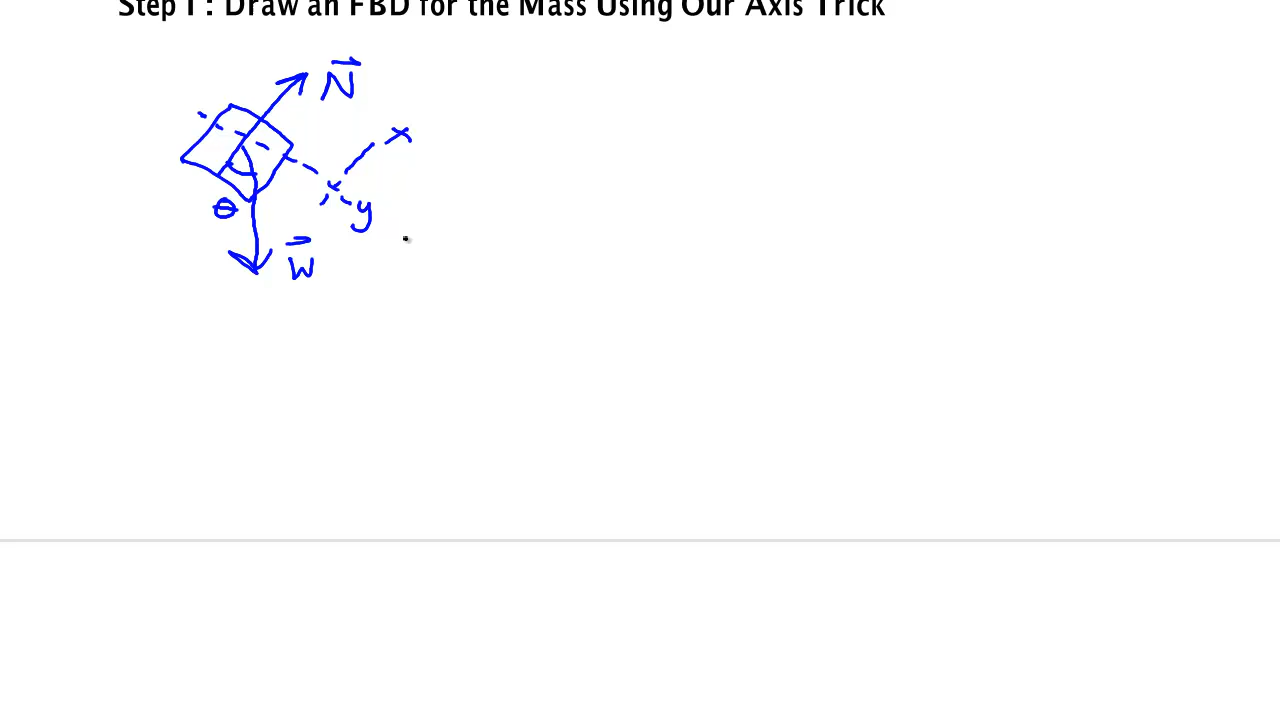 Step 1 : Draw an FBD for the Mass Using Our Axis Trick
N⃗
x
y
θ
W⃗